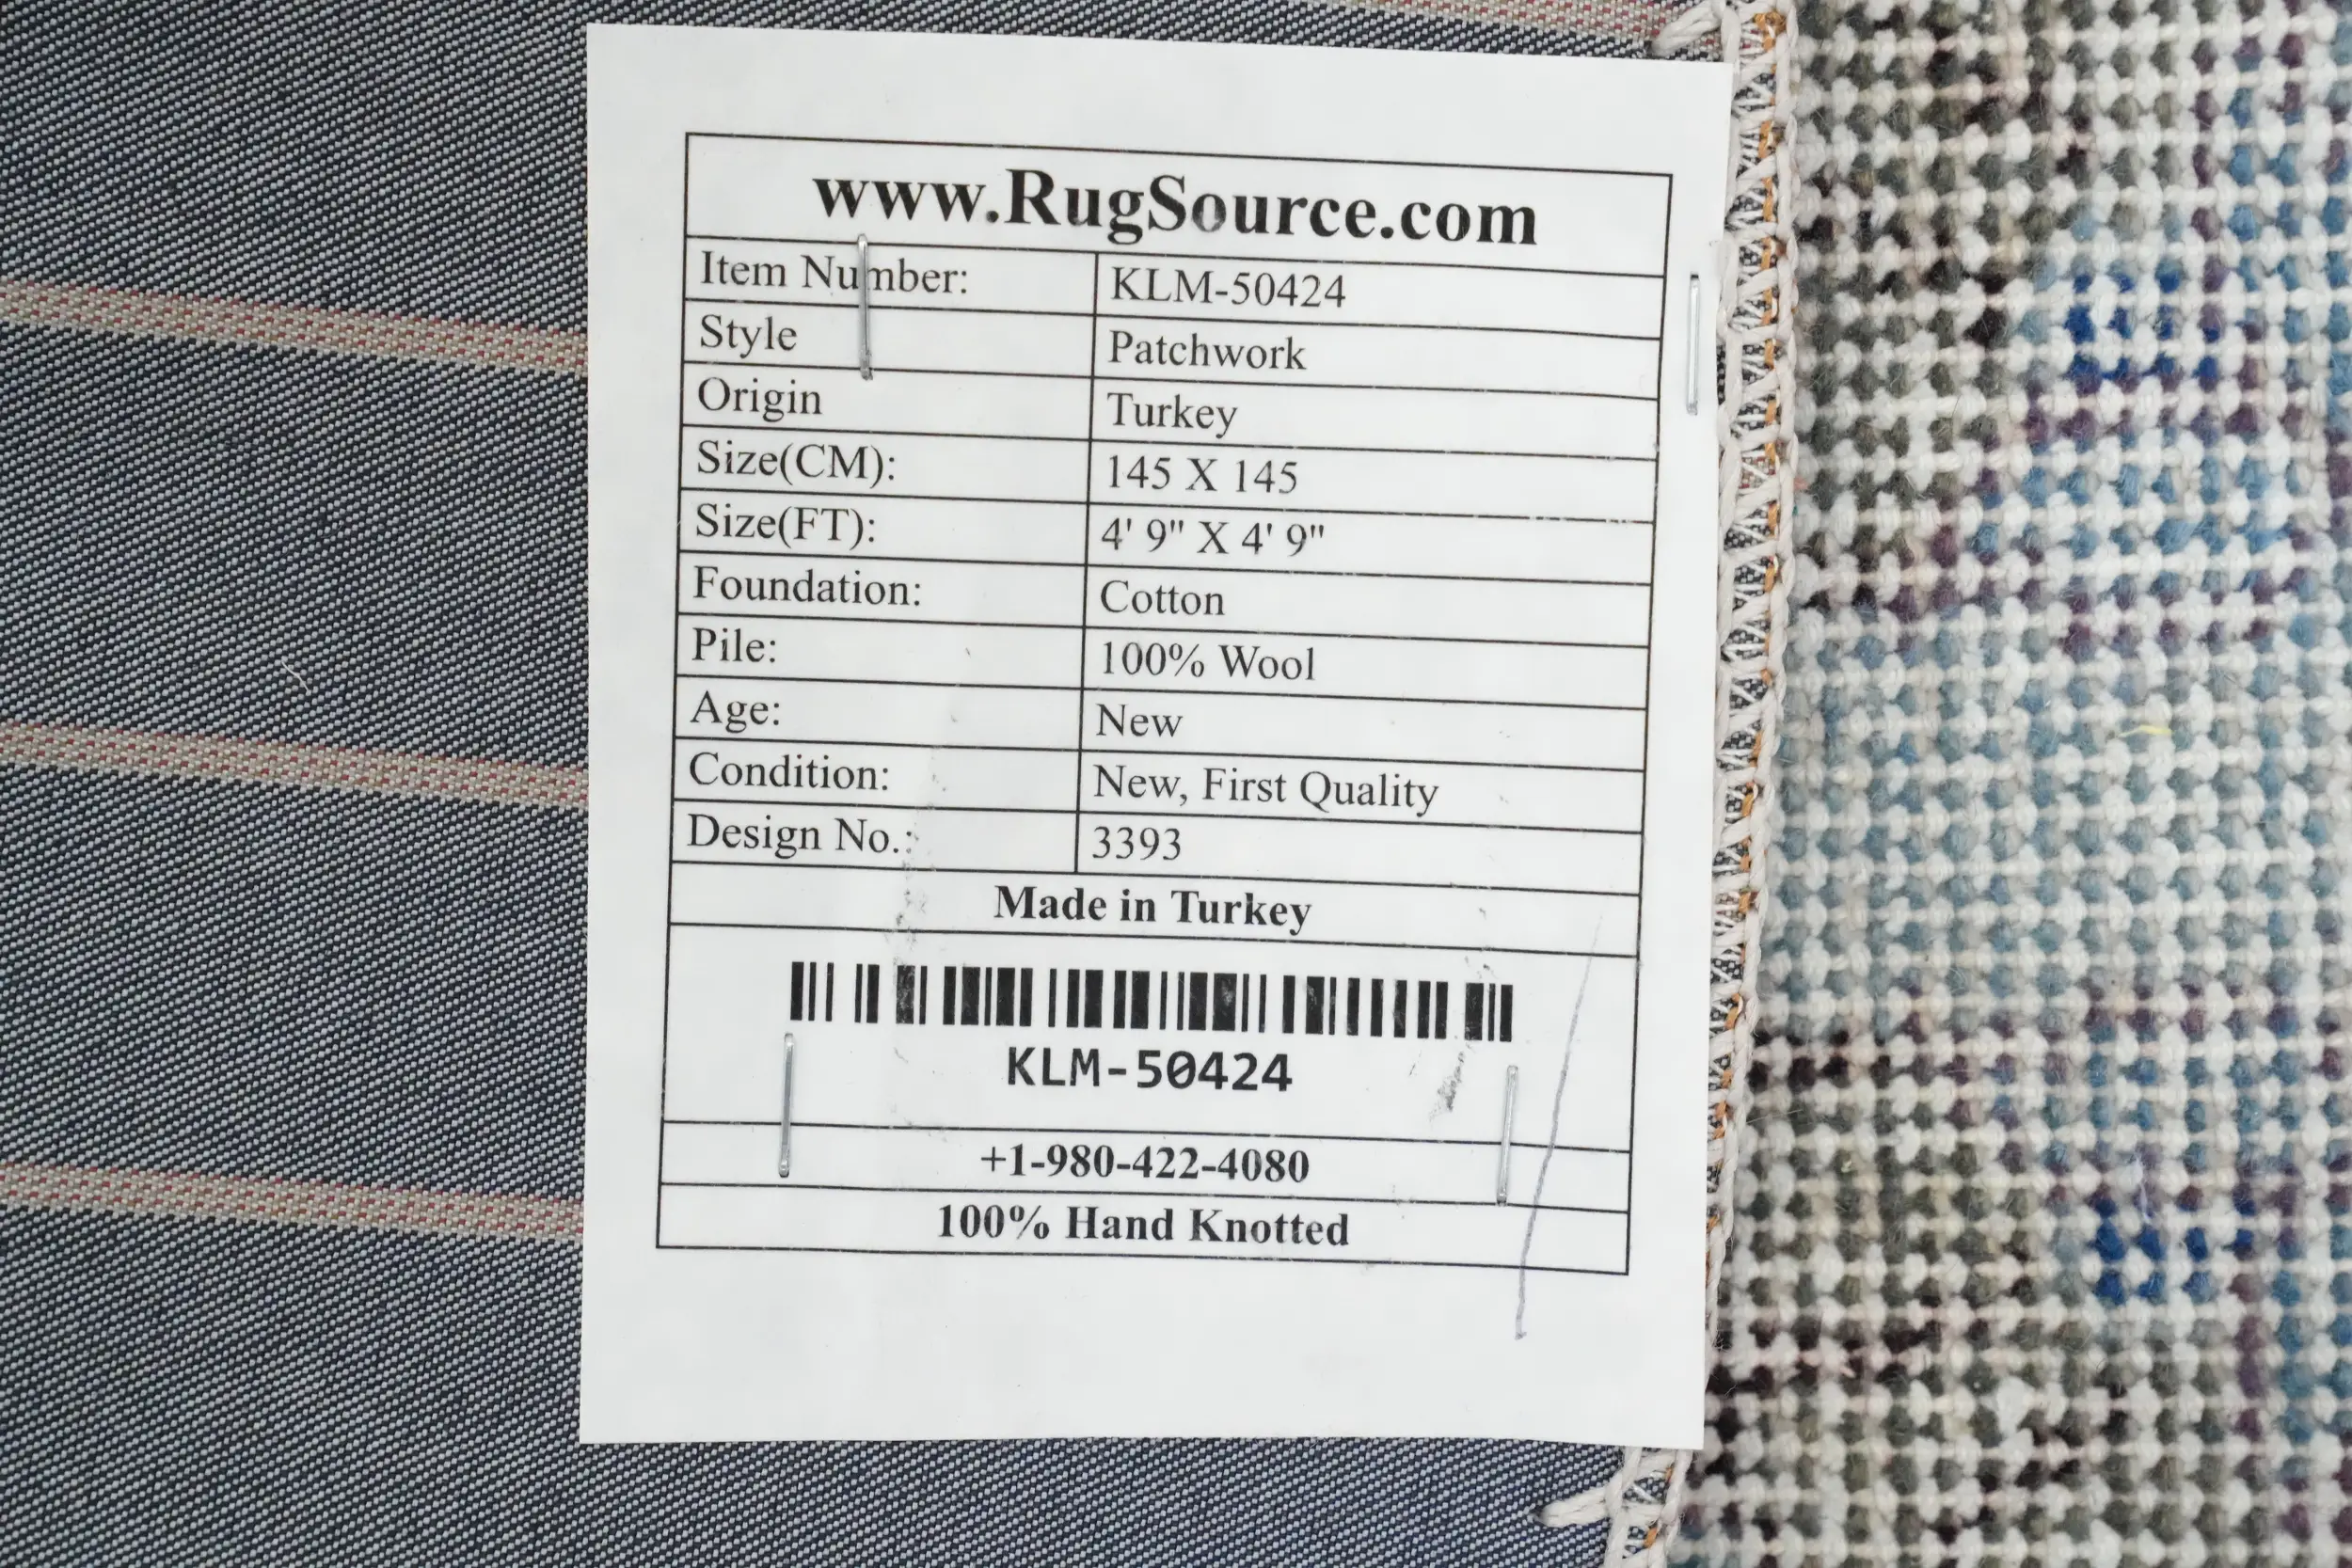 www.RugSource.com
Item Number: KLM-50424
Style Patchwork
Origin Turkey
Size(CM): 145 X 145
Size(FT): 4' 9" X 4' 9"
Foundation: Cotton
Pile: 100% Wool
Age: New
Condition: New, First Quality
Design No.: 3393
Made in Turkey
KLM-50424
+1-980-422-4080
100% Hand Knotted